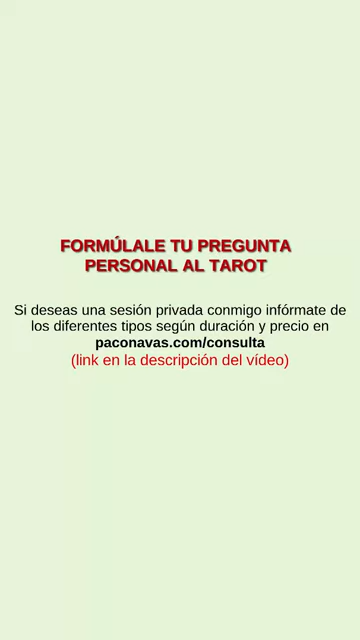 FORMÚLALE TU PREGUNTA
PERSONAL AL TAROT
Si deseas una sesión privada conmigo infórmate de
los diferentes tipos según duración y precio en
paconavas.com/consulta
(link en la descripción del vídeo)